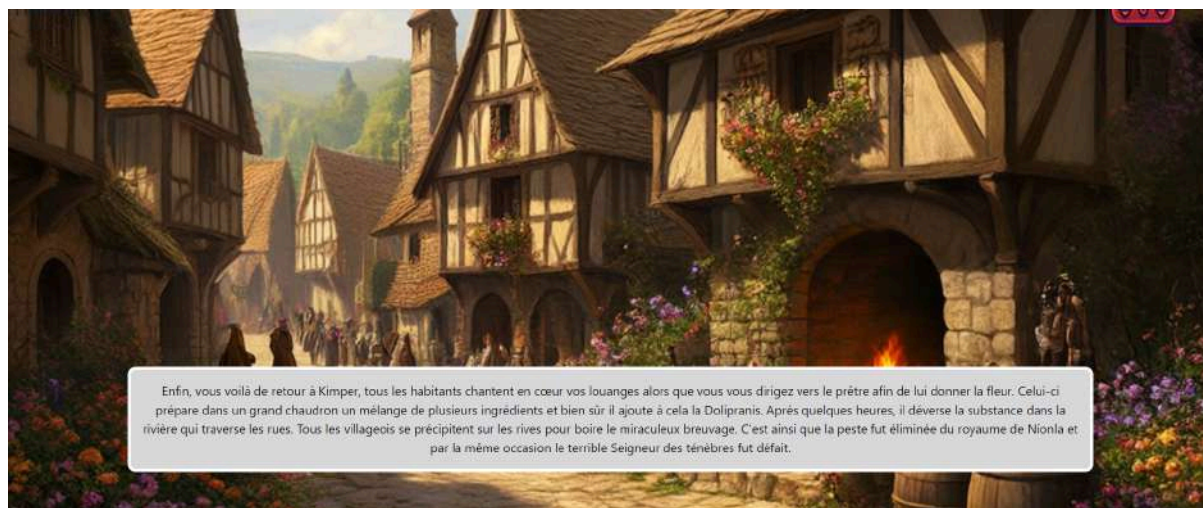 Enfin, vous voilà de retour à Kimper, tous les habitants chantent en cœur vos louanges alors que vous vous dirigez vers le prêtre afin de lui donner la fleur. Celui-ci
prépare dans un grand chaudron un mélange de plusieurs ingrédients et bien sûr il ajoute à cela la Dolipranis. Après quelques heures, il déverse la substance dans la
rivière qui traverse les rues. Tous les villageois se précipitent sur les rives pour boire le miraculeux breuvage. C'est ainsi que la peste fut éliminée du royaume de Nionla et
par la même occasion le terrible Seigneur des ténèbres fut défait.